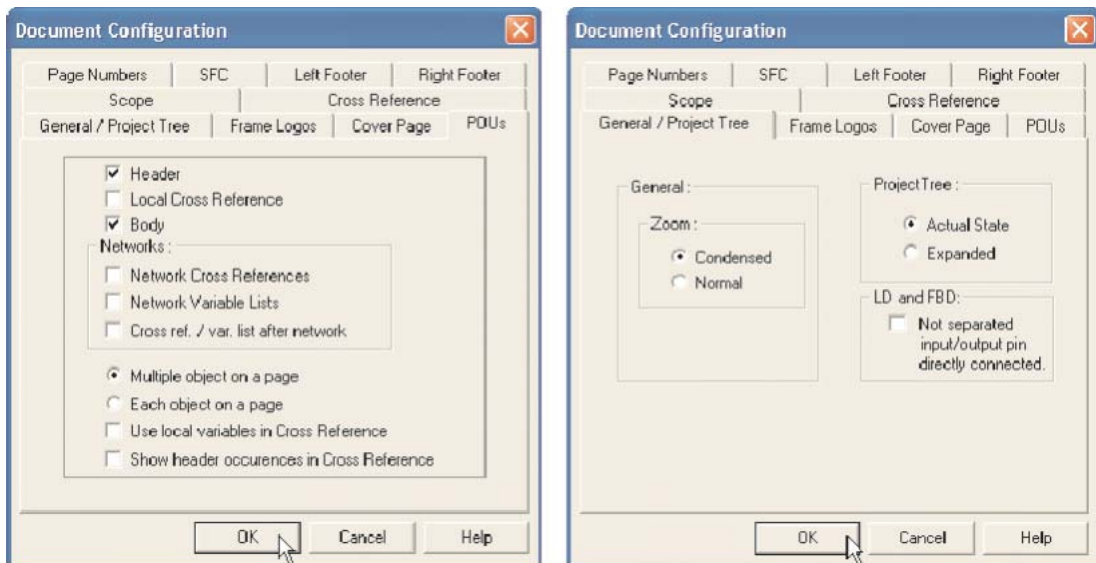 Document Configuration
Page Numbers SFC Left Footer Right Footer
Scope Cross Reference
General / Project Tree Frame Logos Cover Page POUs
Header
Local Cross Reference
Body
Networks :
Network Cross References
Network Variable Lists
Cross ref. / var. list after network
Multiple object on a page
Each object on a page
Use local variables in Cross Reference
Show header occurences in Cross Reference
OK Cancel Help
Document Configuration
Page Numbers SFC Left Footer Right Footer
Scope Cross Reference
General / Project Tree Frame Logos Cover Page POUs
General :
Zoom :
Condensed
Normal
ProjectTree :
Actual State
Expanded
LD and FBD:
Not separated
input/output pin
directly connected.
OK Cancel Help